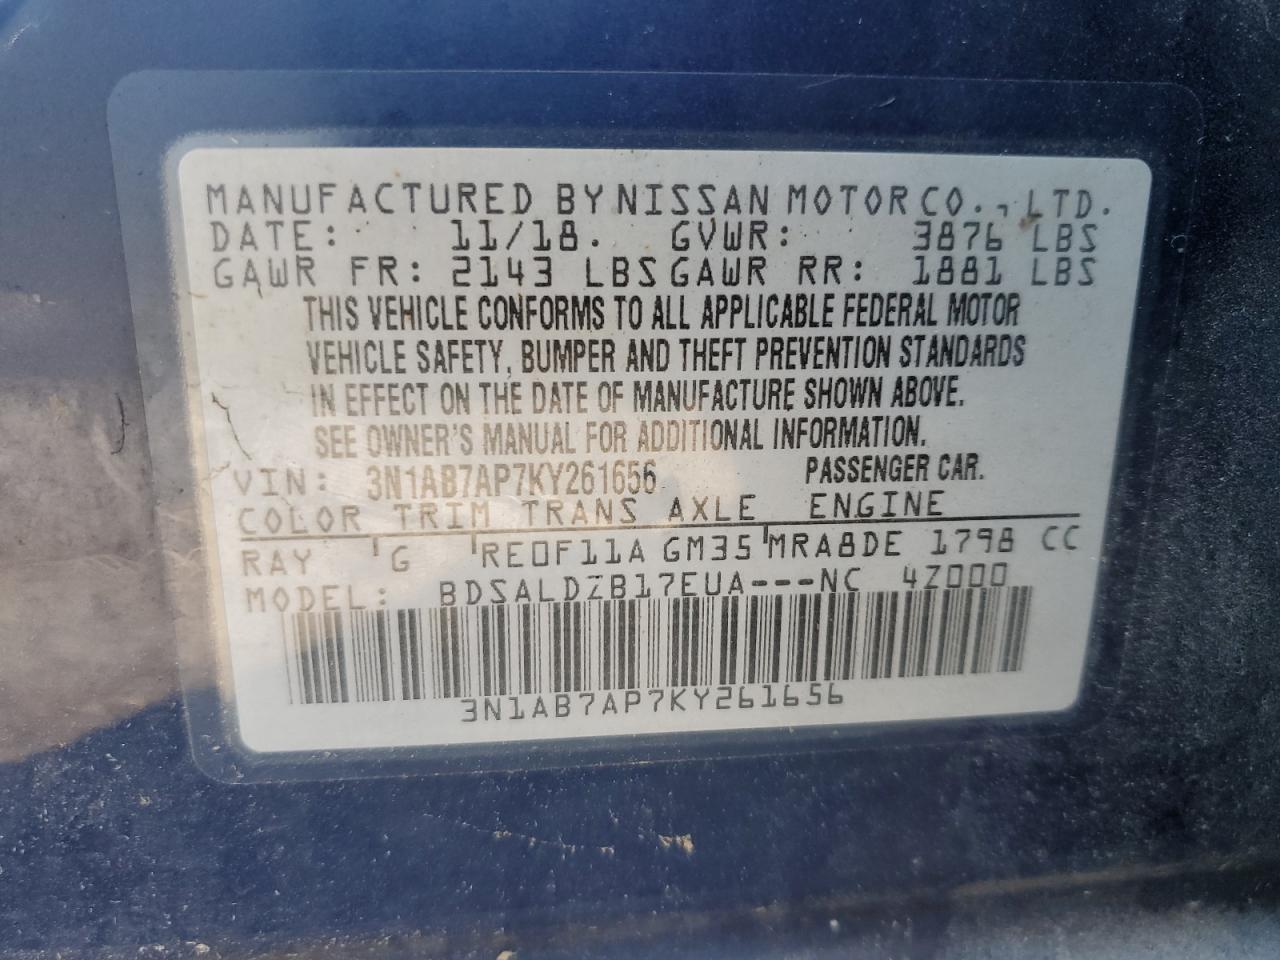 MANUFACTURED BY NISSAN MOTOR CO., LTD.
DATE: 11/18. GVWR: 3876 LBS
GAWR FR: 2143 LBS GAWR RR: 1881 LBS
THIS VEHICLE CONFORMS TO ALL APPLICABLE FEDERAL MOTOR
VEHICLE SAFETY, BUMPER AND THEFT PREVENTION STANDARDS
IN EFFECT ON THE DATE OF MANUFACTURE SHOWN ABOVE.
SEE OWNER'S MANUAL FOR ADDITIONAL INFORMATION.
VIN: 3N1AB7AP7KY261656 PASSENGER CAR.
COLOR TRIM TRANS AXLE ENGINE
RAY G RE0F11A GM35 MRA8DE 1798 CC
MODEL: BDSALDZB17EUA---NC 4Z000
3N1AB7AP7KY261656